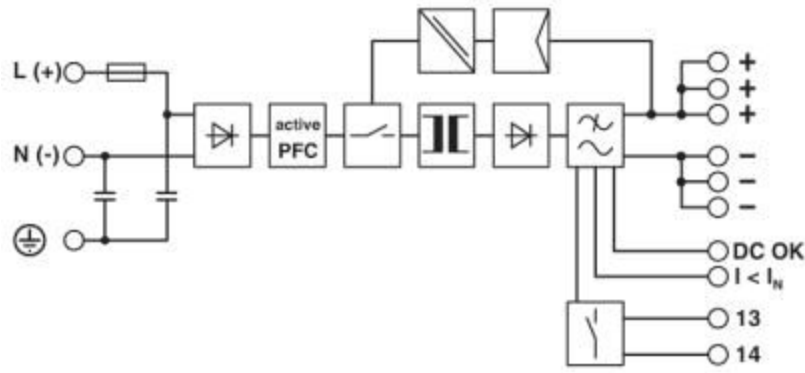 L (+)
+
+
+
active
PFC
N (-)
–
–
–
DC OK
I < I_N
13
14